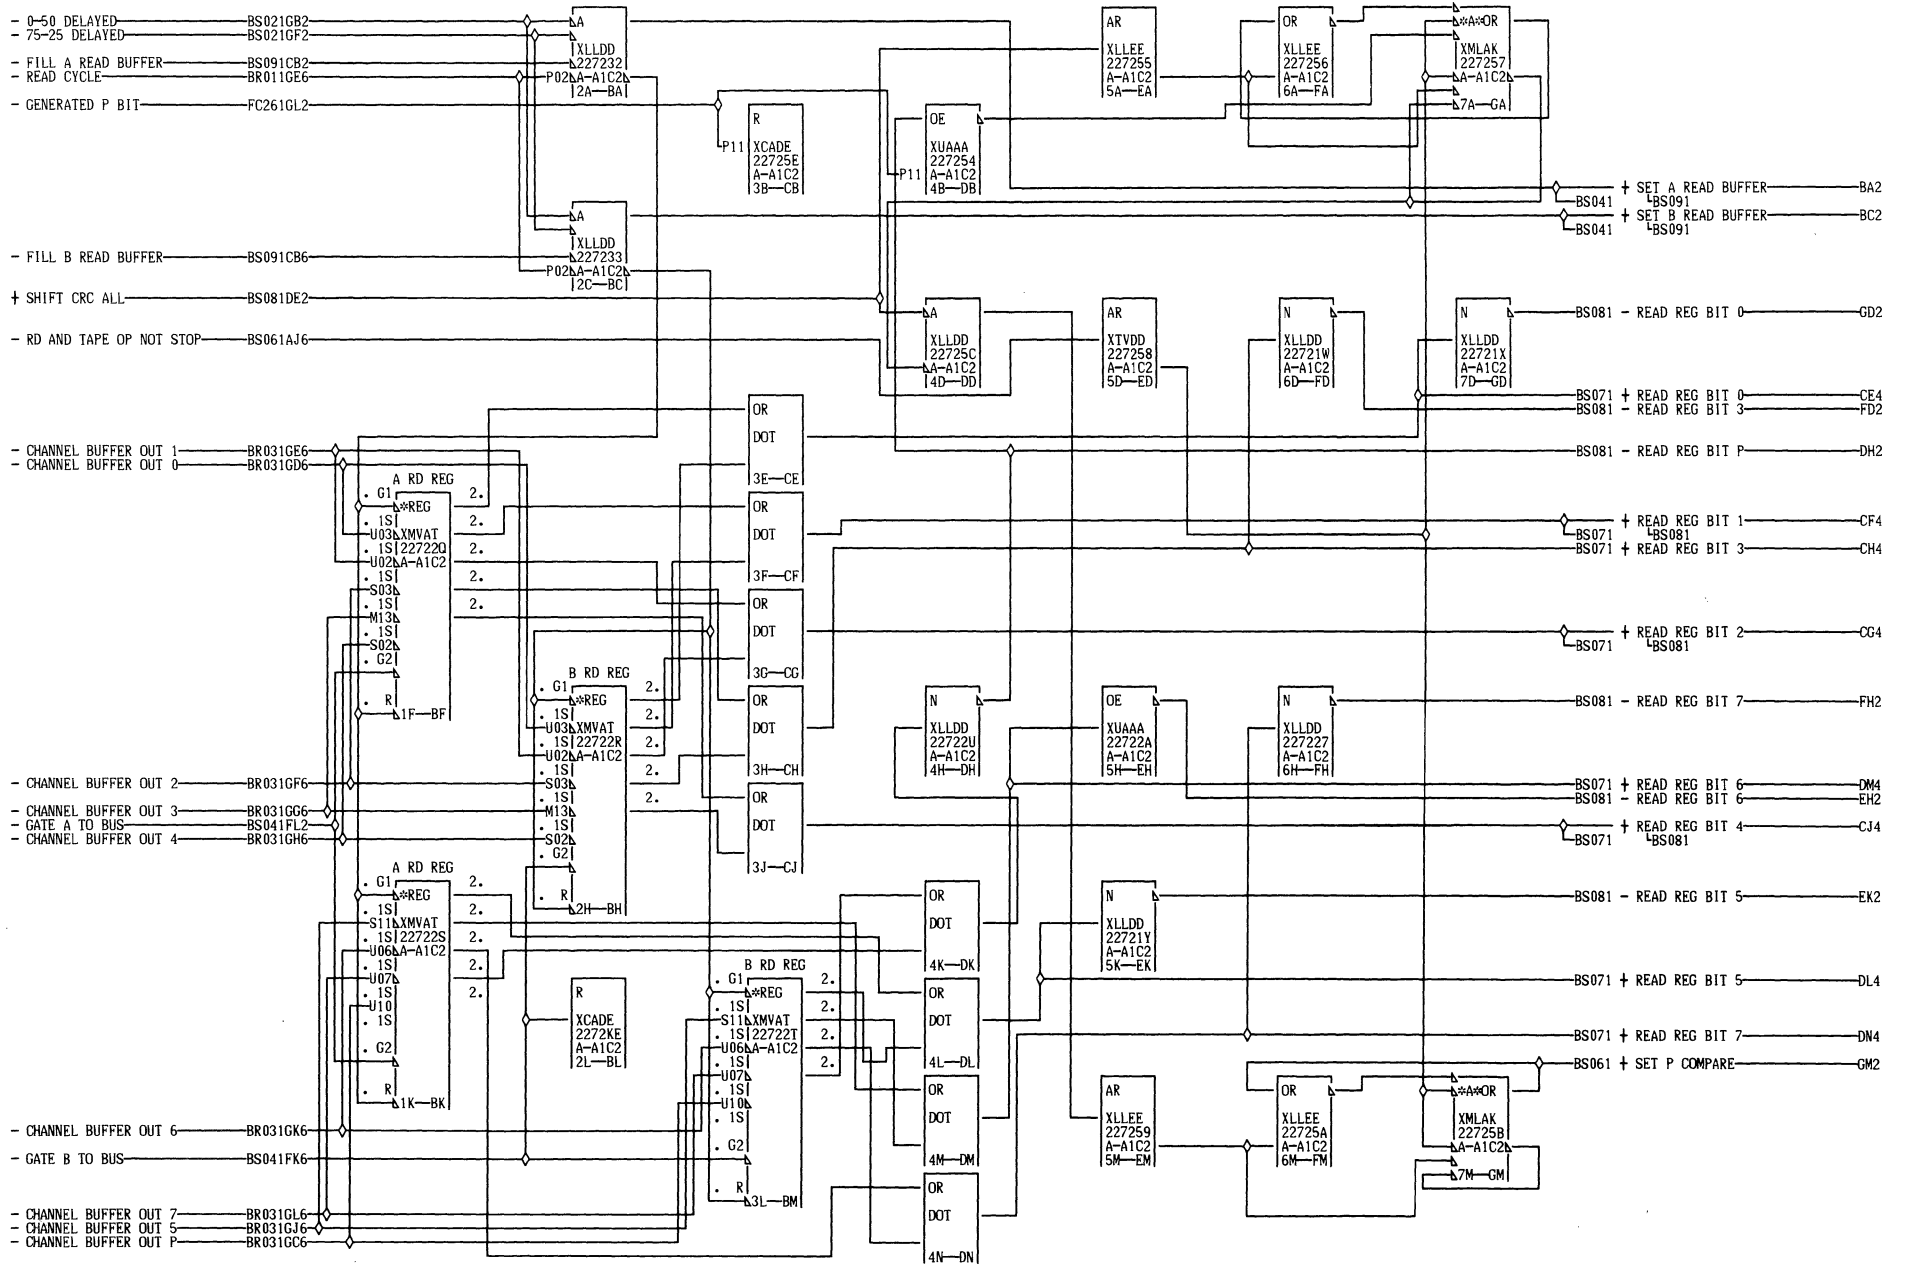 - 0-50 DELAYED BS021GB2
- 75-25 DELAYED BS021GF2
- FILL A READ BUFFER BS091CB2
- READ CYCLE BR011GE6
- GENERATED P BIT FC261GL2
- FILL B READ BUFFER BS091CB6
+ SHIFT CRC ALL BS081DE2
- RD AND TAPE OP NOT STOP BS061AJ6
- CHANNEL BUFFER OUT 1 BR031GE6
- CHANNEL BUFFER OUT 0 BR031GD6
- CHANNEL BUFFER OUT 2 BR031GF6
- CHANNEL BUFFER OUT 3 BR031GG6
- GATE A TO BUS BS041FL2
- CHANNEL BUFFER OUT 4 BR031GH6
- CHANNEL BUFFER OUT 6 BR031GK6
- GATE B TO BUS BS041FK6
- CHANNEL BUFFER OUT 7 BR031GL6
- CHANNEL BUFFER OUT 5 BR031GJ6
- CHANNEL BUFFER OUT P BR031GC6
A
XLLDD
227232
P02 A-A1C2
2A BA
A
XLLDD
227233
P02 A-A1C2
2C BC
R
P11 XCADE
22725E
A-A1C2
3B CB
OE
XUAAA
227254
A-A1C2
P11
4B DB
AR
XLLEE
227255
A-A1C2
5A EA
OR
XLLEE
227256
A-A1C2
6A FA
*A*OR
XMLAK
227257
A-A1C2
7A GA
A
XLLDD
22725C
A-A1C2
4D DD
AR
XTVDD
227258
A-A1C2
5D ED
N
XLLDD
22721W
A-A1C2
6D FD
N
XLLDD
22721X
A-A1C2
7D GD
A RD REG
. G1 2.
*REG
. 1S 2.
U03 XMVAT
. 1S 22722Q 2.
U02 A-A1C2
. 1S 2.
S03
. 1S 2.
M13
. 1S
S02
. G2
. R
1F BF
B RD REG
. G1 2.
*REG
. 1S 2.
U03 XMVAT
. 1S 22722R 2.
U02 A-A1C2
. 1S 2.
S03
. 1S 2.
M13
. 1S
S02
. G2
. R
2H BH
A RD REG
. G1 2.
*REG
. 1S 2.
S11 XMVAT
. 1S 22722S 2.
U06 A-A1C2
. 1S 2.
U07
. 1S 2.
U10
. 1S
. G2
. R
1K BK
B RD REG
. G1 2.
*REG
. 1S 2.
S11 XMVAT
. 1S 22722T 2.
U06 A-A1C2
. 1S 2.
U07
. 1S
U10
. 1S
. G2
. R
3L BM
R
XCADE
2272KE
A-A1C2
2L BL
OR
DOT
3E CE
OR
DOT
3F CF
OR
DOT
3G CG
OR
DOT
3H CH
OR
DOT
3J CJ
OR
DOT
4K DK
OR
DOT
4L DL
OR
DOT
4M DM
OR
DOT
4N DN
N
XLLDD
22722U
A-A1C2
4H DH
OE
XUAAA
22722A
A-A1C2
5H EH
N
XLLDD
227227
A-A1C2
6H FH
N
XLLDD
22721Y
A-A1C2
5K EK
AR
XLLEE
227259
A-A1C2
5M EM
OR
XLLEE
22725A
A-A1C2
6M FM
*A*OR
XMLAK
22725B
A-A1C2
7M GM
+ SET A READ BUFFER BA2
BS041 BS091
+ SET B READ BUFFER BC2
BS041 BS091
BS081 - READ REG BIT 0 GD2
BS071 + READ REG BIT 0 CE4
BS081 - READ REG BIT 3 FD2
BS081 - READ REG BIT P DH2
+ READ REG BIT 1 CF4
BS071 BS081
BS071 + READ REG BIT 3 CH4
+ READ REG BIT 2 CG4
BS071 BS081
BS081 - READ REG BIT 7 FH2
BS071 + READ REG BIT 6 DM4
BS081 - READ REG BIT 6 EH2
+ READ REG BIT 4 CJ4
BS071 BS081
BS081 - READ REG BIT 5 EK2
BS071 + READ REG BIT 5 DL4
BS071 + READ REG BIT 7 DN4
BS061 + SET P COMPARE GM2